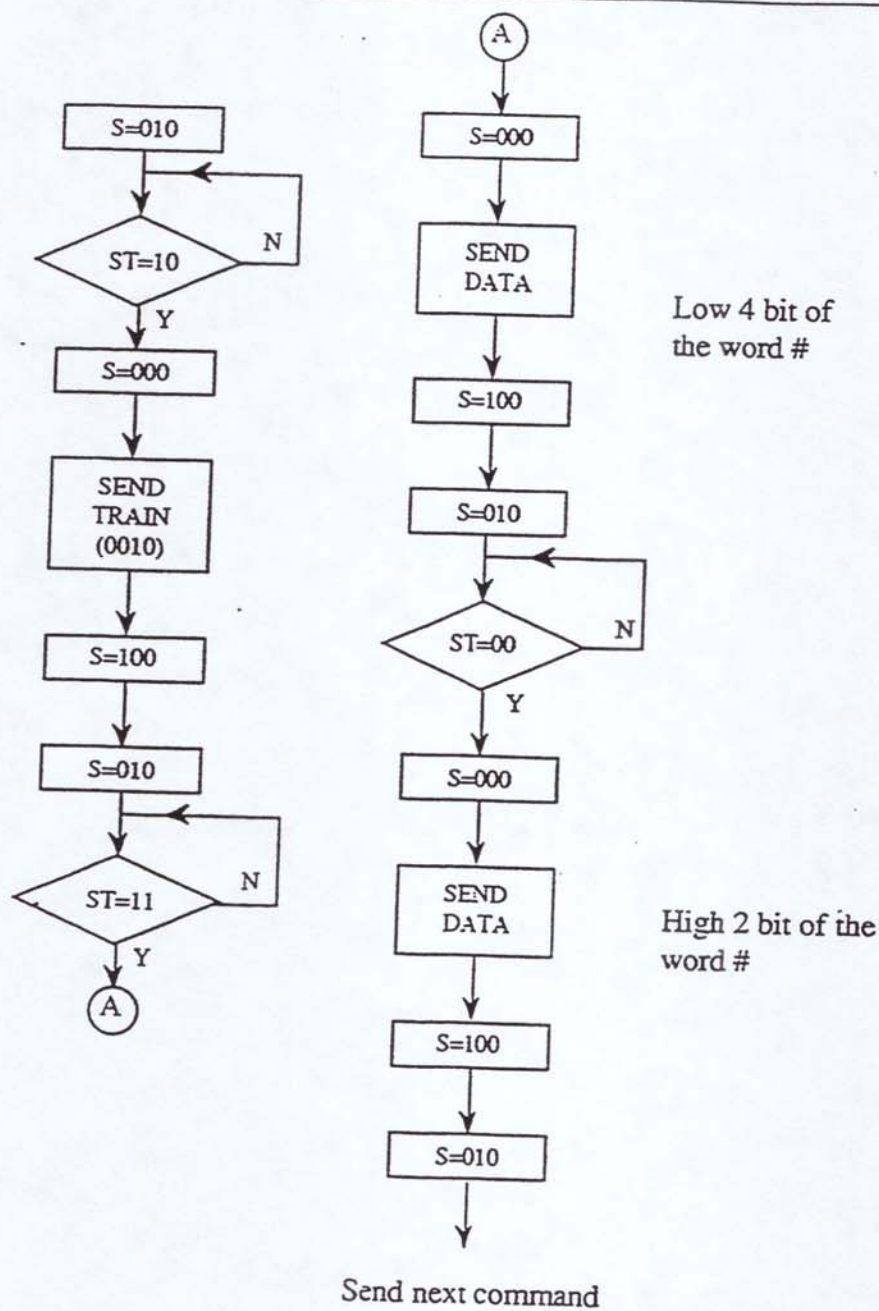 S=010
ST=10
N
Y
S=000
SEND
TRAIN
(0010)
S=100
S=010
ST=11
N
Y
A
A
S=000
SEND
DATA
Low 4 bit of
the word #
S=100
S=010
ST=00
N
Y
S=000
SEND
DATA
High 2 bit of the
word #
S=100
S=010
Send next command